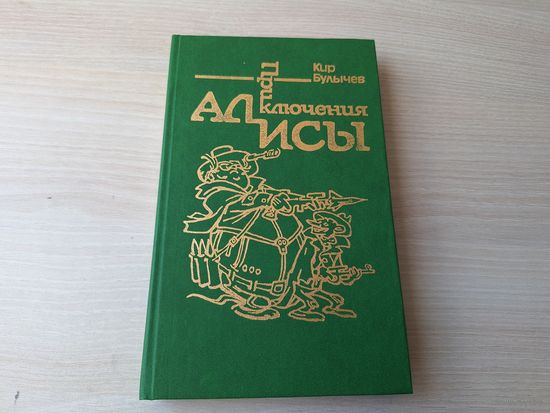 Кир
Булычев
Приключения
АЛИСЫ